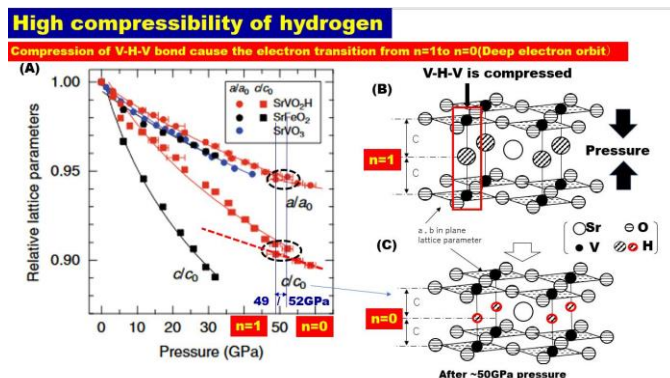 High compressibility of hydrogen
Compression of V-H-V bond cause the electron transition from n=1to n=0(Deep electron orbit)
(A)
Relative lattice parameters
1.00
0.95
0.90
a/a₀ c/c₀
SrVO₂H
SrFeO₂
SrVO₃
a/a₀
c/c₀
c/c₀
49 52GPa
0 10 20 30 40 50 60
n=1 n=0
Pressure (GPa)
V-H-V is compressed
(B)
n=1
C
C
Pressure
a , b in plane
lattice parameter
Sr O
V H
(C)
n=0
C
C
After ~50GPa pressure